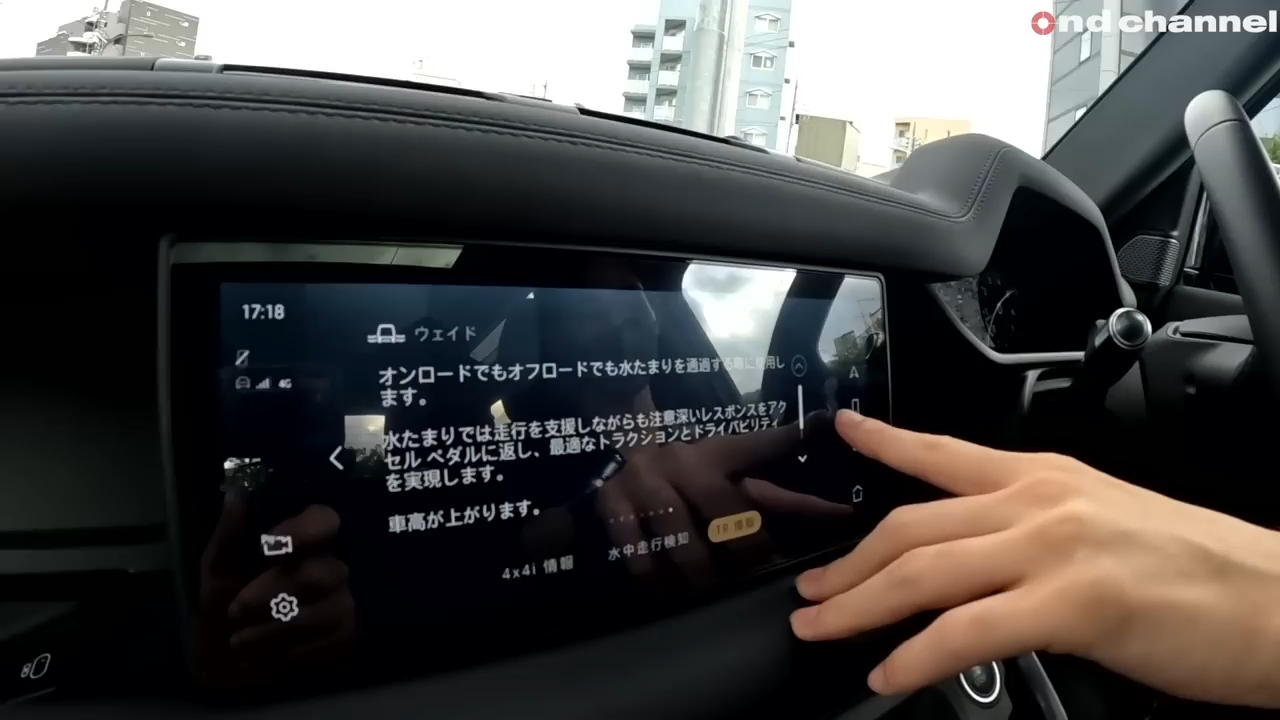 ond channel
17:18
ウェイド
4G
オンロードでもオフロードでも水たまりを通過する際に使用し
ます。
A
水たまりでは走行を支援しながらも注意深いレスポンスをアク
セル ペダルに返し、最適なトラクションとドライバビリティ
を実現します。
車高が上がります。
4x4i 情報
水中走行検知
TR 情報